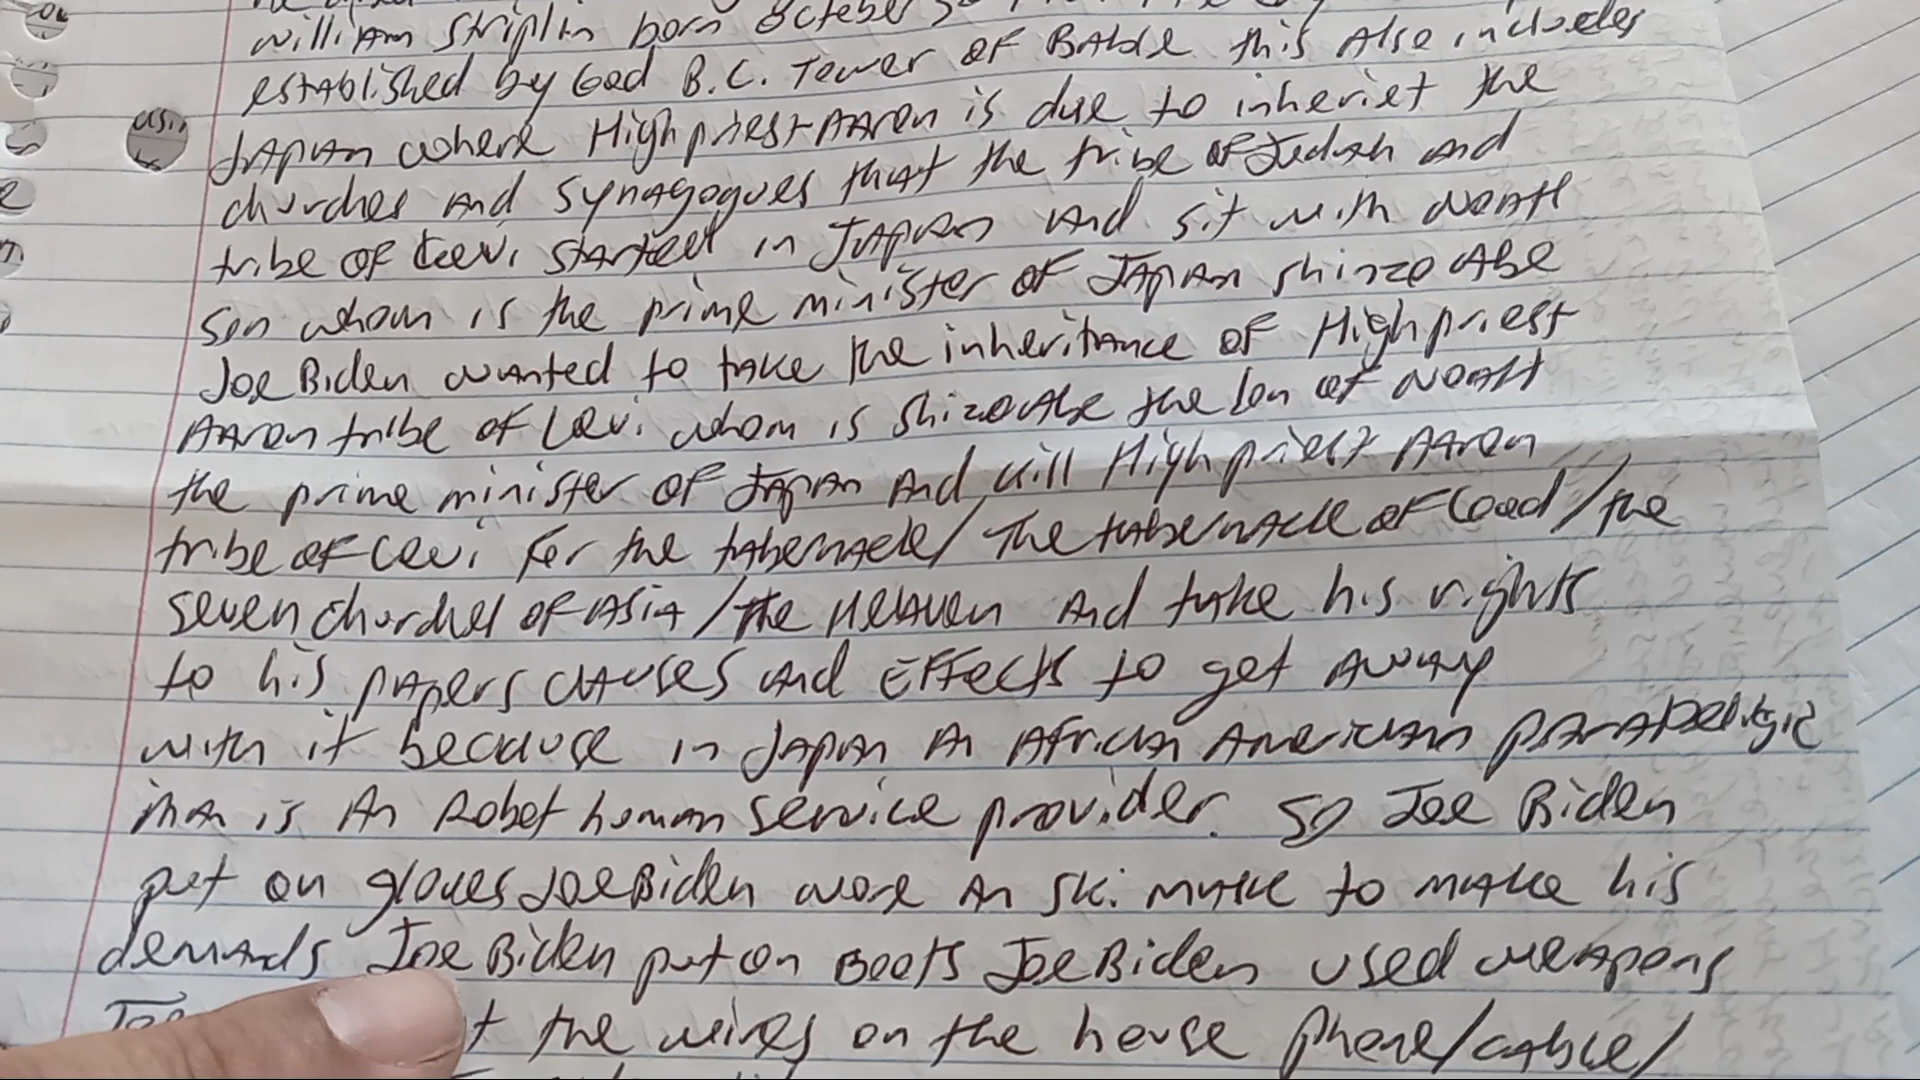 William Striplin born October
established by God B.C. Tower of BAble this Also includes
JApan where Highpriest AAron is due to inheriet the
churches And synagogues that the tribe of Judah and
tribe of Levi started in JApan And sit with NOAH
son whom is the prime minister of JApan shinzo Abe
Joe Biden wanted to take the inheritance of Highpriest
AAron tribe of Levi whom is shizo Abe the son of NOAH
the prime minister of JApan And kill Highpriest AAron
tribe of Levi For the tabernacle/ The tabernacle of God/the
seven churches of Asia/the Heaven And take his rights
to his papers clauses and EFFects to get Away
with it because in Japan An African American
man is An Robot human service provider. So Joe Biden
put on gloves Joe Biden wore An ski maske to make his
demands Joe Biden put on Boots Joe Biden used weapons
Joe the wires on the house phone/cable/